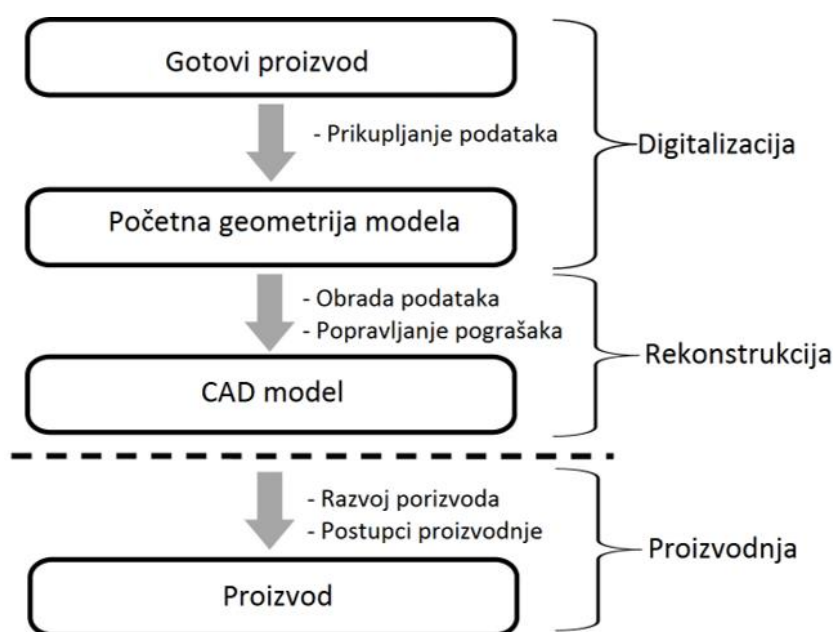 Gotovi proizvod
- Prikupljanje podataka
Digitalizacija
Početna geometrija modela
- Obrada podataka
- Popravljanje pograšaka
Rekonstrukcija
CAD model
- Razvoj porizvoda
- Postupci proizvodnje
Proizvodnja
Proizvod